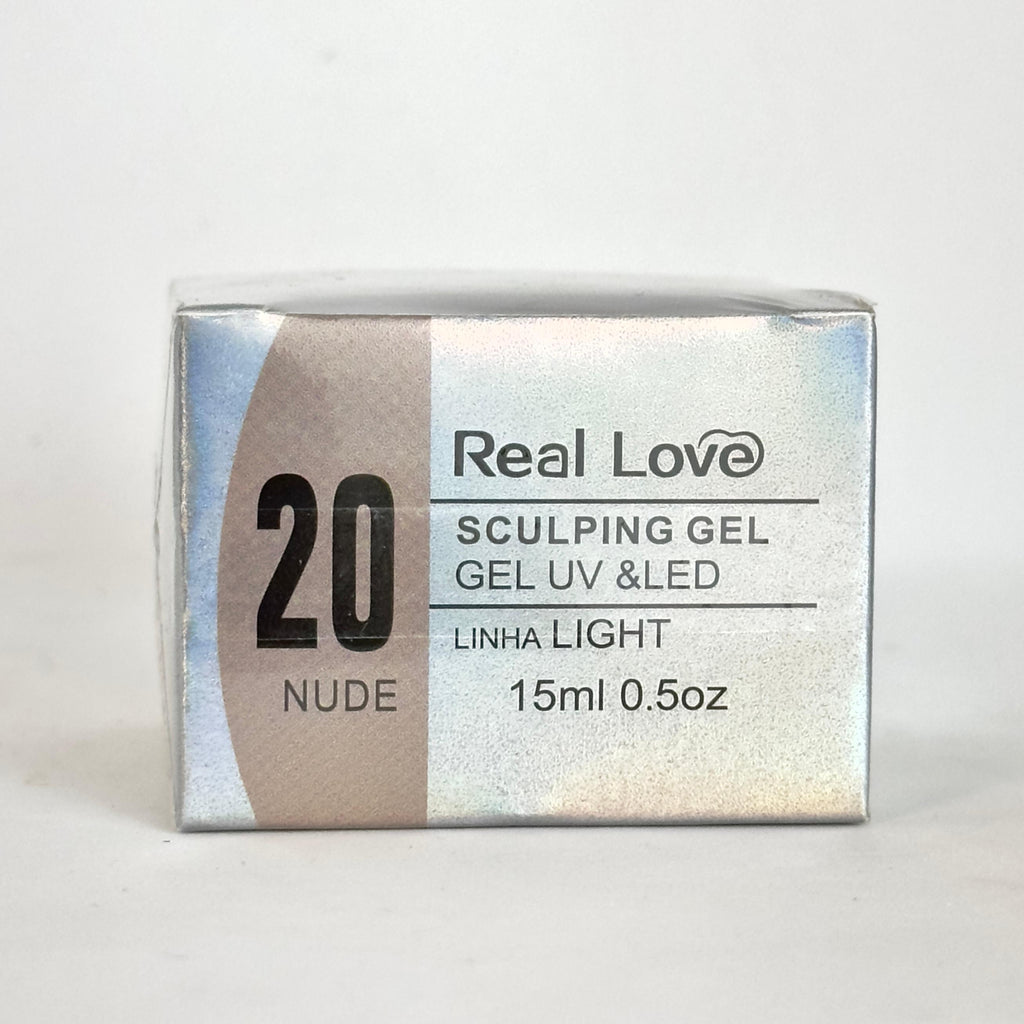 20
NUDE
Real Love
SCULPING GEL
GEL UV &LED
LINHA LIGHT
15ml 0.5oz